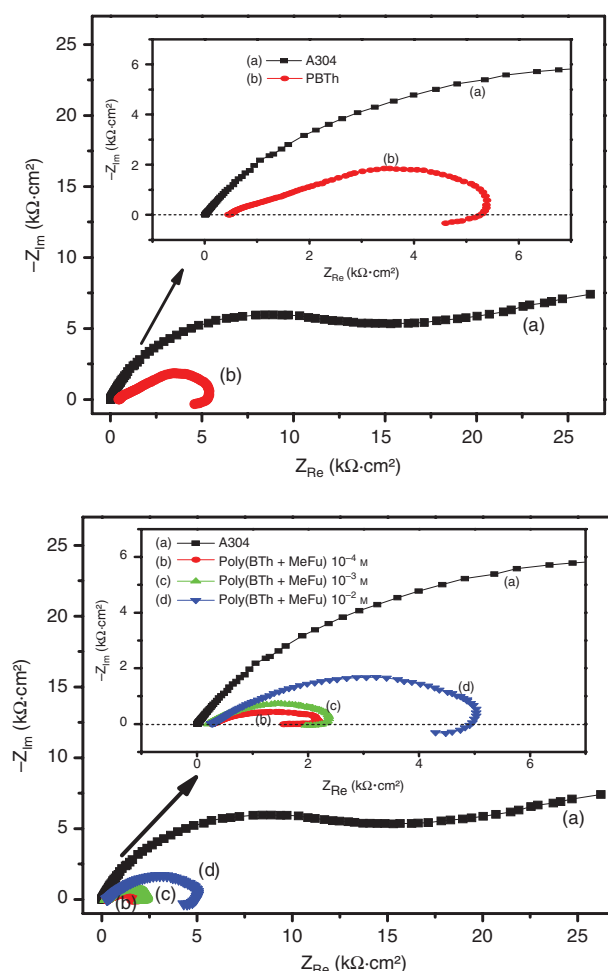 25
20
15
10
5
0
−Z_Im (kΩ·cm²)
(a) A304
(b) PBTh
6
4
2
0
−Z_Im (kΩ·cm²)
(a)
(b)
0 2 4 6
Z_Re (kΩ·cm²)
(a)
(b)
0 5 10 15 20 25
Z_Re (kΩ·cm²)
25
20
15
10
5
0
−Z_Im (kΩ·cm²)
(a) A304
(b) Poly(BTh + MeFu) 10⁻⁴ M
(c) Poly(BTh + MeFu) 10⁻³ M
(d) Poly(BTh + MeFu) 10⁻² M
6
4
2
0
−Z_Im (kΩ·cm²)
(a)
(b)
(c)
(d)
0 2 4 6
Z_Re (kΩ·cm²)
(a)
(b)
(c)
(d)
0 5 10 15 20 25
Z_Re (kΩ·cm²)